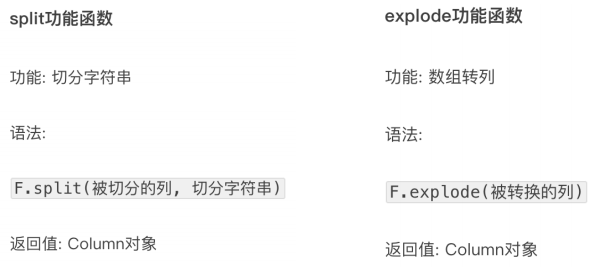 split功能函数
功能: 切分字符串
语法:
F.split(被切分的列, 切分字符串)
返回值: Column对象
explode功能函数
功能: 数组转列
语法:
F.explode(被转换的列)
返回值: Column对象